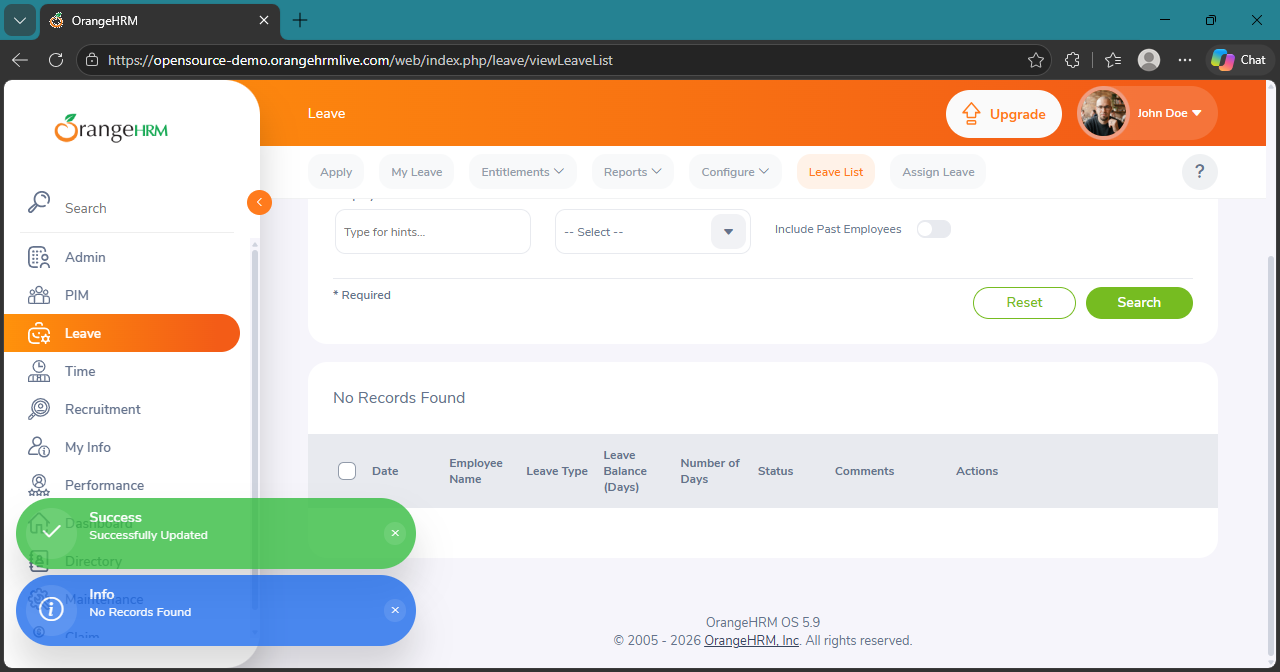 OrangeHRM
https://opensource-demo.orangehrmlive.com/web/index.php/leave/viewLeaveList
Chat
OrangeHRM
Leave
Upgrade
John Doe
Apply
My Leave
Entitlements
Reports
Configure
Leave List
Assign Leave
?
Search
Admin
PIM
Leave
Time
Recruitment
My Info
Performance
Dashboard
Directory
Maintenance
Claim
Type for hints...
-- Select --
Include Past Employees
* Required
Reset
Search
No Records Found
Date
Employee
Name
Leave Type
Leave
Balance
(Days)
Number of
Days
Status
Comments
Actions
Success
Successfully Updated
Info
No Records Found
OrangeHRM OS 5.9
© 2005 - 2026 OrangeHRM, Inc. All rights reserved.